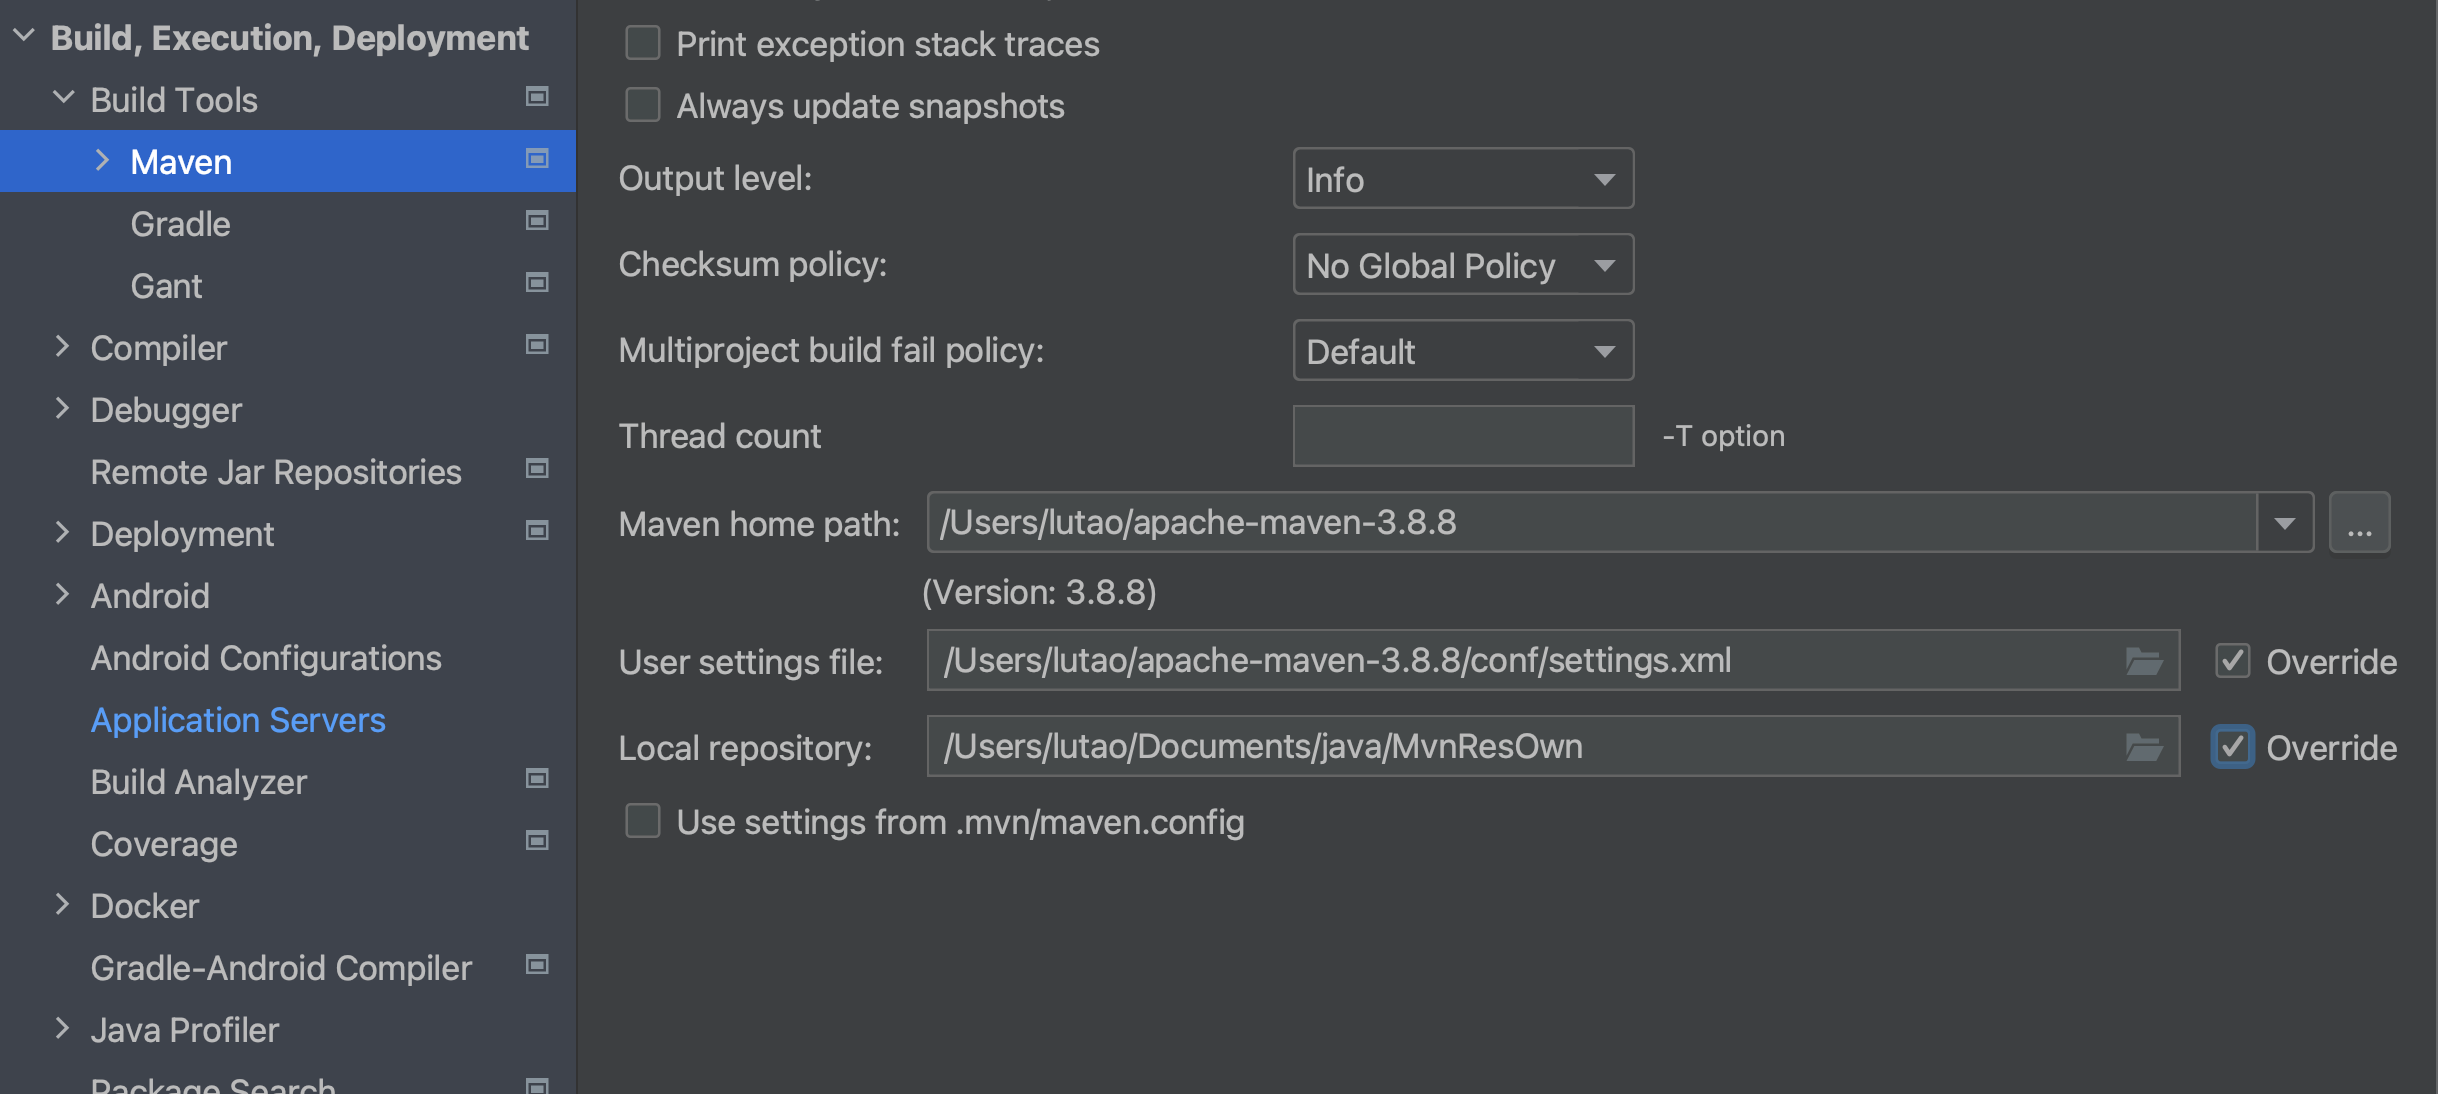 Build, Execution, Deployment
Build Tools
Maven
Gradle
Gant
Compiler
Debugger
Remote Jar Repositories
Deployment
Android
Android Configurations
Application Servers
Build Analyzer
Coverage
Docker
Gradle-Android Compiler
Java Profiler
Package Search
Print exception stack traces
Always update snapshots
Output level: Info
Checksum policy: No Global Policy
Multiproject build fail policy: Default
Thread count -T option
Maven home path: /Users/lutao/apache-maven-3.8.8 ...
(Version: 3.8.8)
User settings file: /Users/lutao/apache-maven-3.8.8/conf/settings.xml Override
Local repository: /Users/lutao/Documents/java/MvnResOwn Override
Use settings from .mvn/maven.config